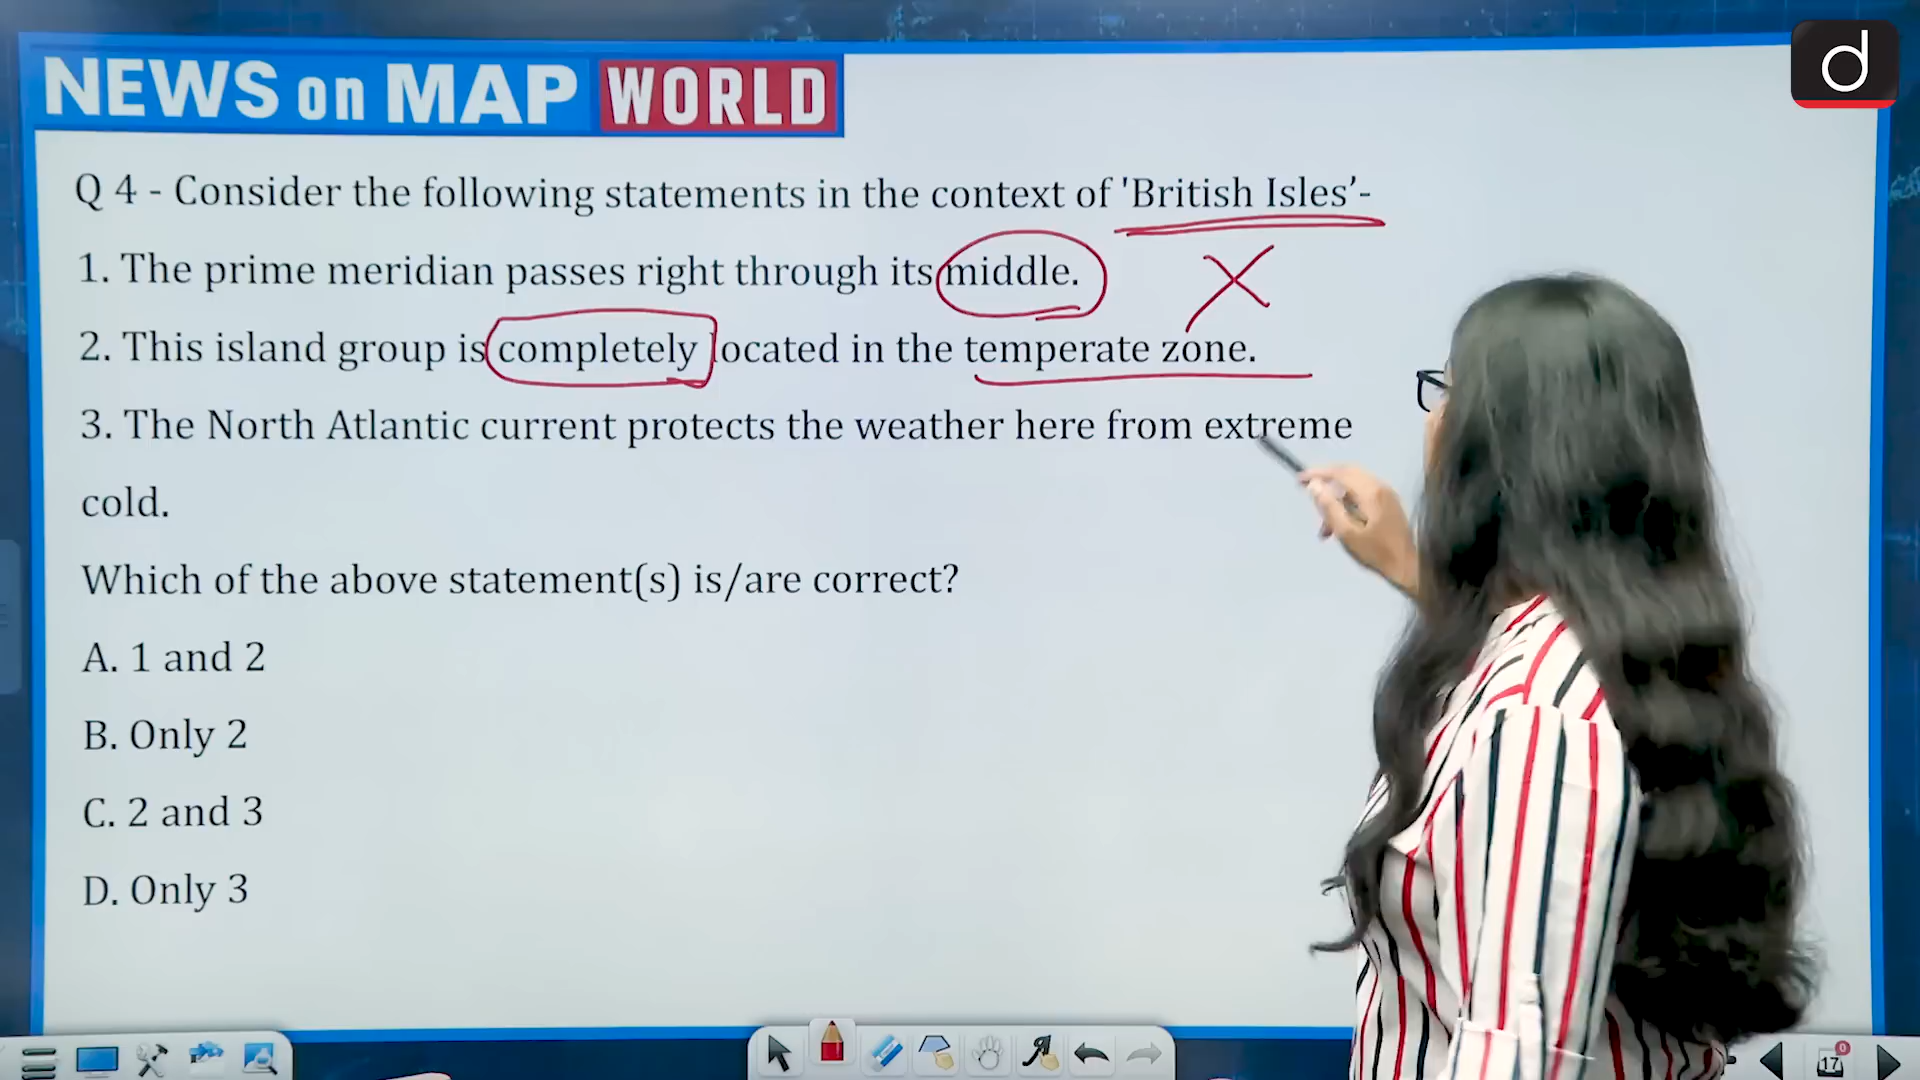 NEWS on MAP WORLD
d
Q 4 - Consider the following statements in the context of 'British Isles’-
1. The prime meridian passes right through its middle.
2. This island group is completely located in the temperate zone.
3. The North Atlantic current protects the weather here from extreme
cold.
Which of the above statement(s) is/are correct?
A. 1 and 2
B. Only 2
C. 2 and 3
D. Only 3
17
0